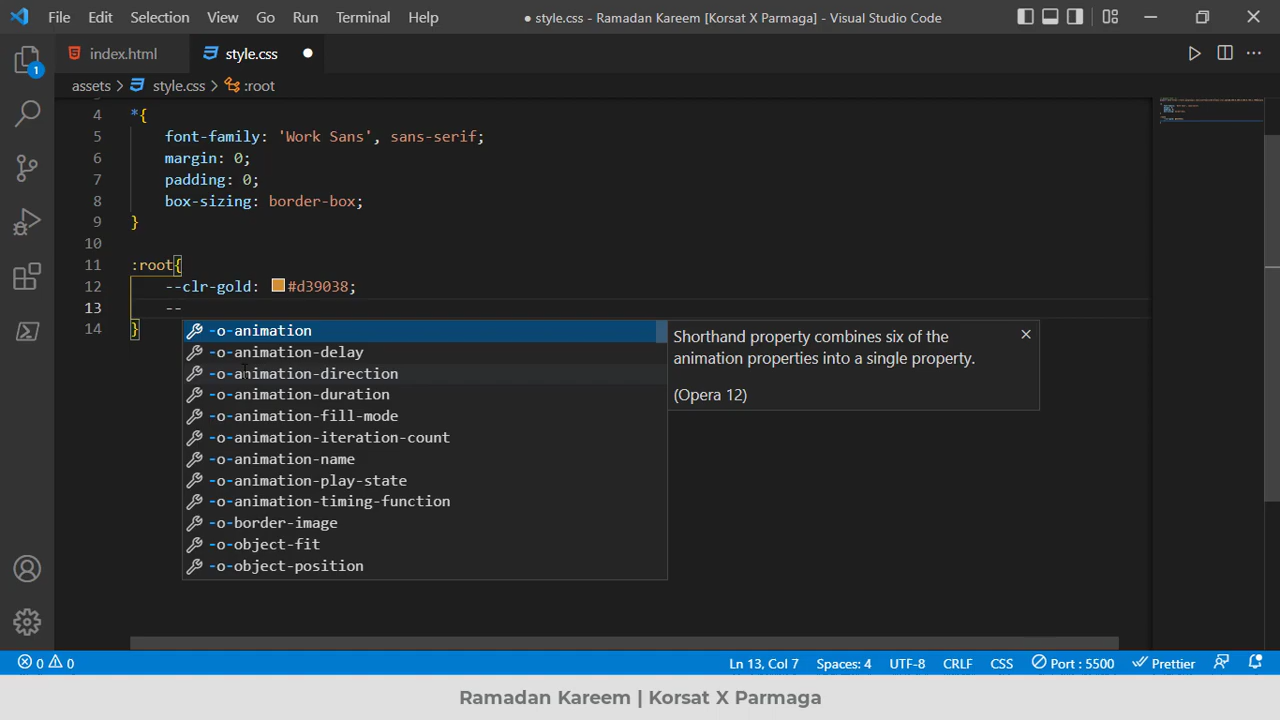 File Edit Selection View Go Run Terminal Help ● style.css - Ramadan Kareem [Korsat X Parmaga] - Visual Studio Code
index.html style.css ●
1
assets > style.css > :root
4 *{
5 font-family: 'Work Sans', sans-serif;
6 margin: 0;
7 padding: 0;
8 box-sizing: border-box;
9 }
10
11 :root{
12 --clr-gold: #d39038;
13 --
14 }
-o-animation
-o-animation-delay
-o-animation-direction
-o-animation-duration
-o-animation-fill-mode
-o-animation-iteration-count
-o-animation-name
-o-animation-play-state
-o-animation-timing-function
-o-border-image
-o-object-fit
-o-object-position
Shorthand property combines six of the
animation properties into a single property.
(Opera 12)
0 0 Ln 13, Col 7 Spaces: 4 UTF-8 CRLF CSS Port : 5500 Prettier
Ramadan Kareem | Korsat X Parmaga